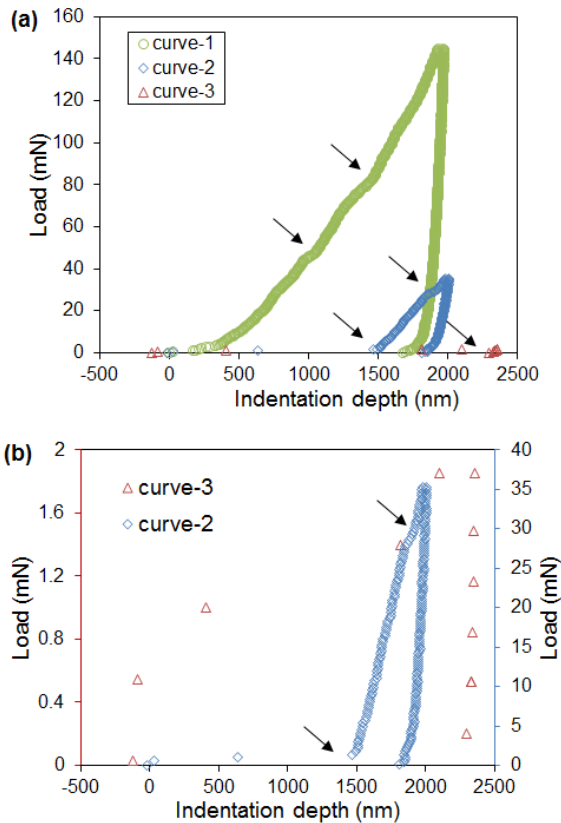 (a)
curve-1
curve-2
curve-3
Load (mN)
160
140
120
100
80
60
40
20
0
-500 0 500 1000 1500 2000 2500
Indentation depth (nm)
(b)
curve-3
curve-2
Load (mN)
2
1.6
1.2
0.8
0.4
0
40
35
30
25
20
15
10
5
0
Load (mN)
-500 0 500 1000 1500 2000 2500
Indentation depth (nm)